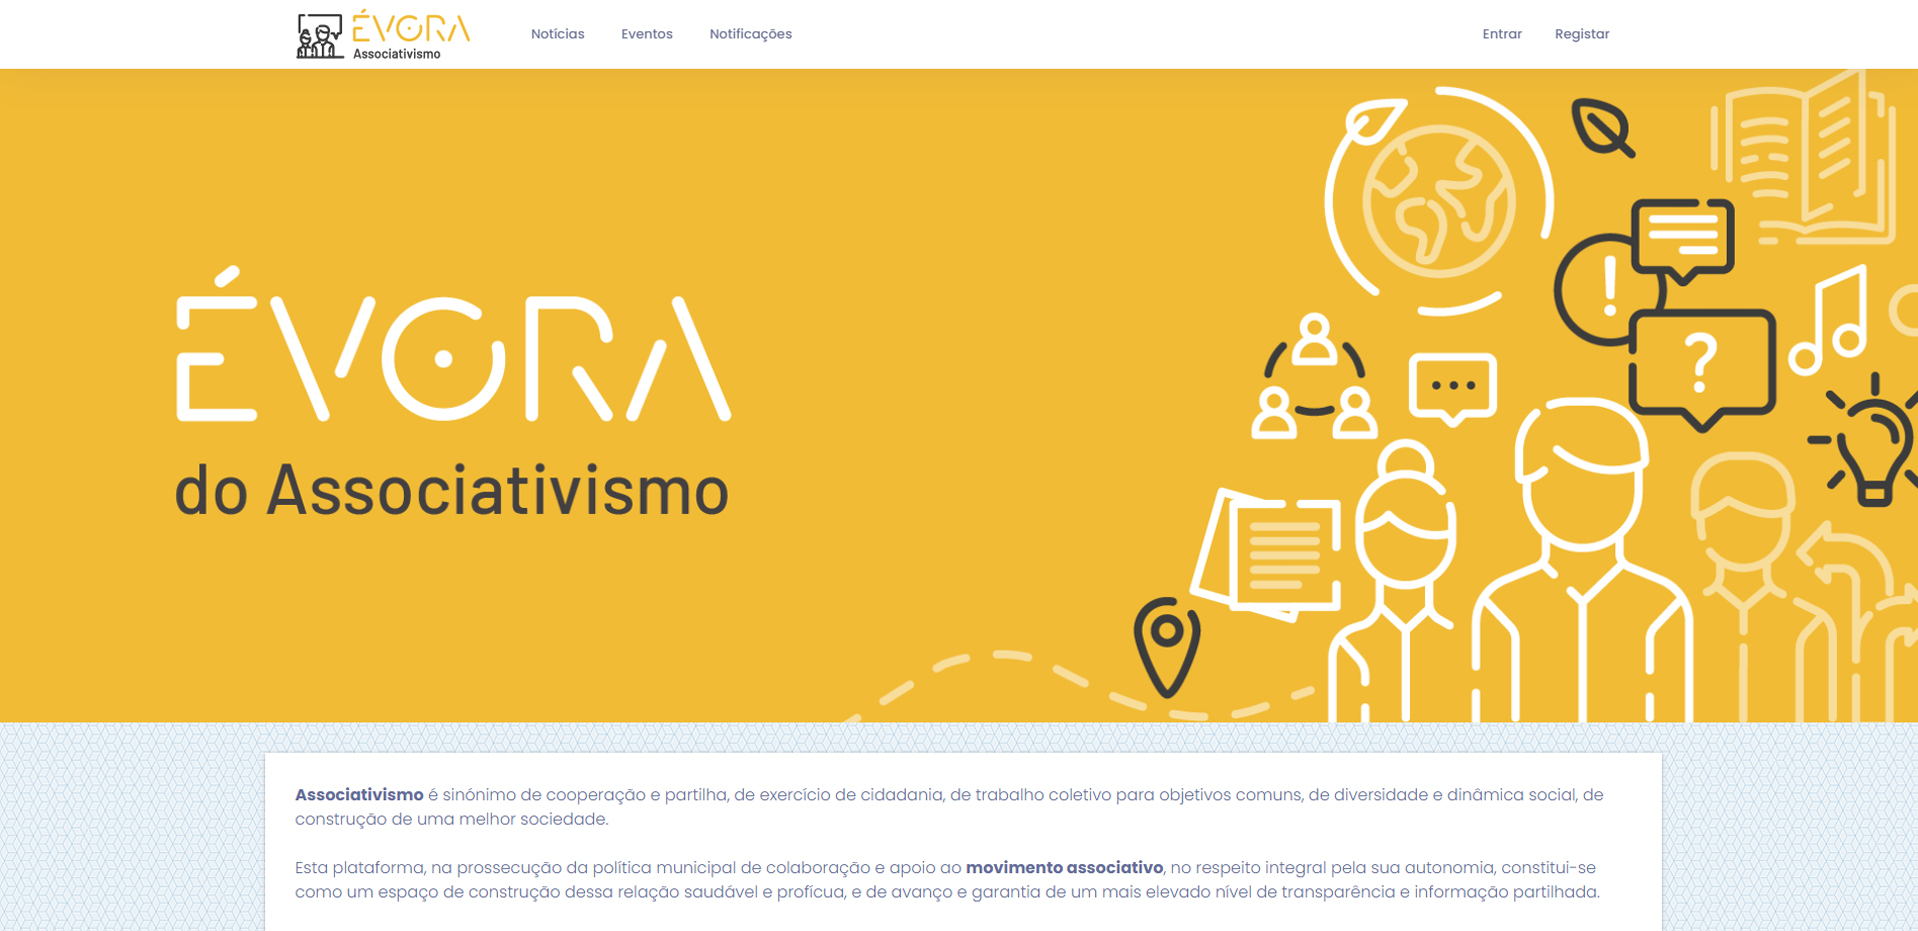 ÉVORA
Associativismo
Notícias
Eventos
Notificações
Entrar
Registar
!
?
ÉVORA
do Associativismo
Associativismo é sinónimo de cooperação e partilha, de exercício de cidadania, de trabalho coletivo para objetivos comuns, de diversidade e dinâmica social, de
construção de uma melhor sociedade.
Esta plataforma, na prossecução da política municipal de colaboração e apoio ao movimento associativo, no respeito integral pela sua autonomia, constitui-se
como um espaço de construção dessa relação saudável e profícua, e de avanço e garantia de um mais elevado nível de transparência e informação partilhada.